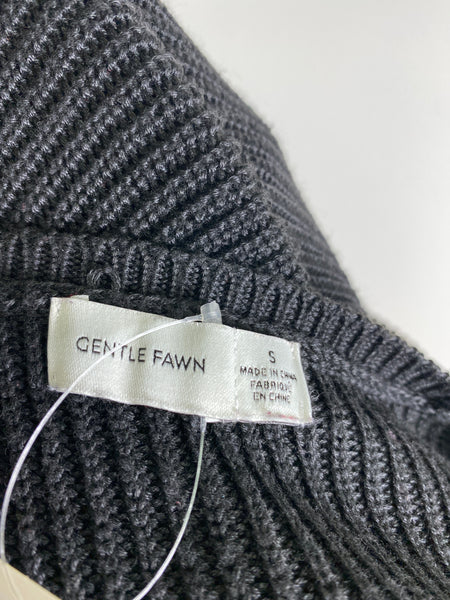 GENTLE FAWN
S
MADE IN CHINA
FABRIQUÉ
EN CHINE